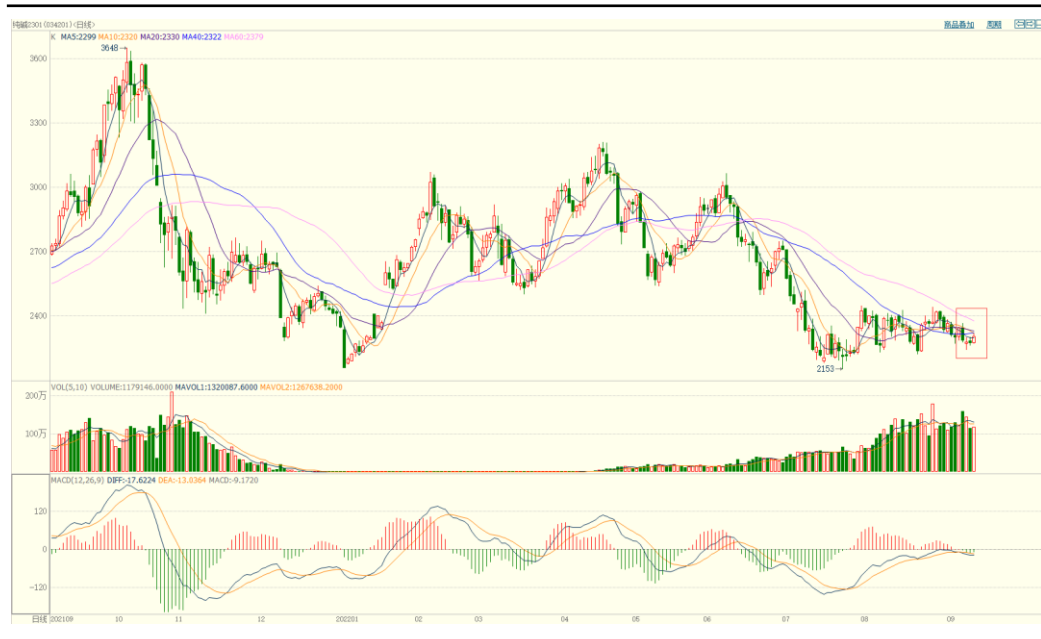 纯碱2301(034201)<日线>
商品叠加 周期
K MA5:2299 MA10:2320 MA20:2330 MA40:2322 MA60:2379
3648
3600
3300
3000
2700
2400
2153
VOL(5,10) VOLUME:1179146.0000 MAVOL1:1320087.6000 MAVOL2:1267638.2000
200万
100万
MACD(12,26,9) DIFF:-17.6224 DEA:-13.0364 MACD:-9.1720
120
0
-120
日线 202109 10 11 12 202201 02 03 04 05 06 07 08 09